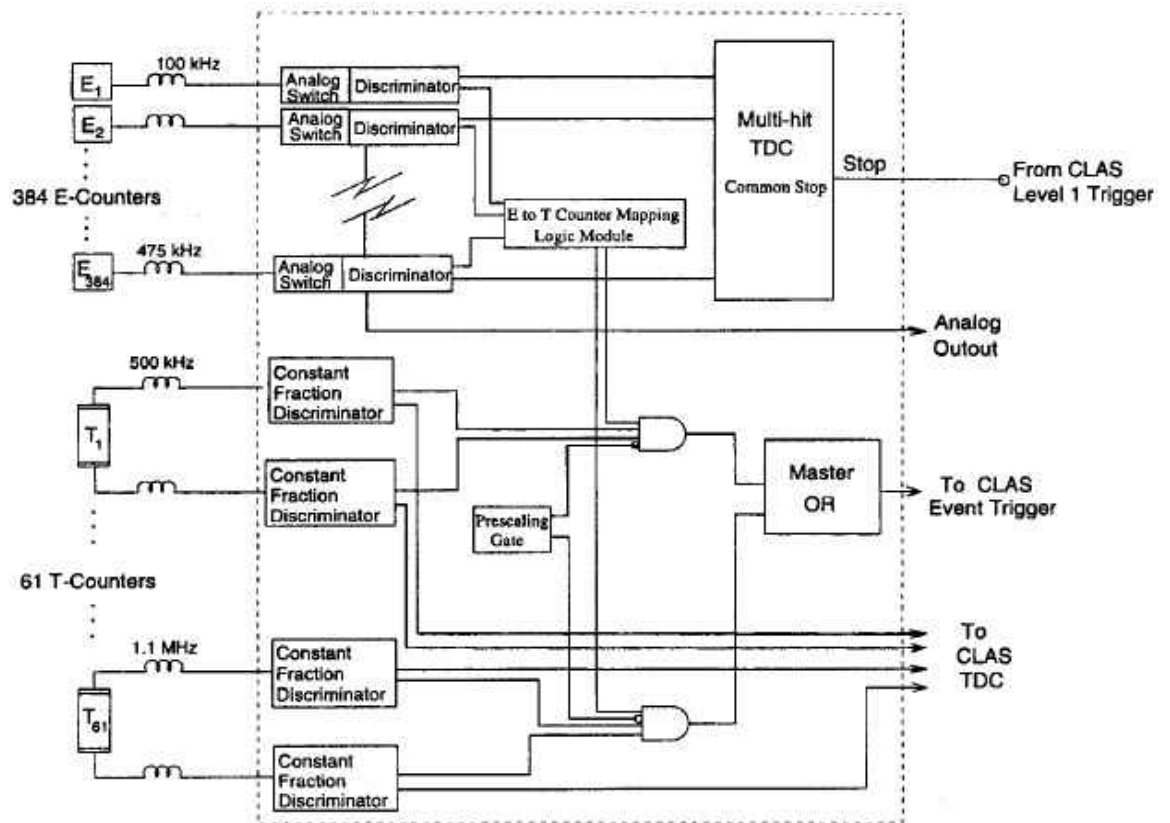 100 kHz
E1
Analog
Switch
Discriminator
E2
Analog
Switch
Discriminator
Multi-hit
TDC
Common Stop
Stop
From CLAS
Level 1 Trigger
384 E-Counters
E to T Counter Mapping
Logic Module
475 kHz
E384
Analog
Switch
Discriminator
Analog
Outout
500 kHz
Constant
Fraction
Discriminator
T1
Constant
Fraction
Discriminator
Master
OR
To CLAS
Event Trigger
Prescaling
Gate
61 T-Counters
1.1 MHz
Constant
Fraction
Discriminator
To
CLAS
TDC
T61
Constant
Fraction
Discriminator